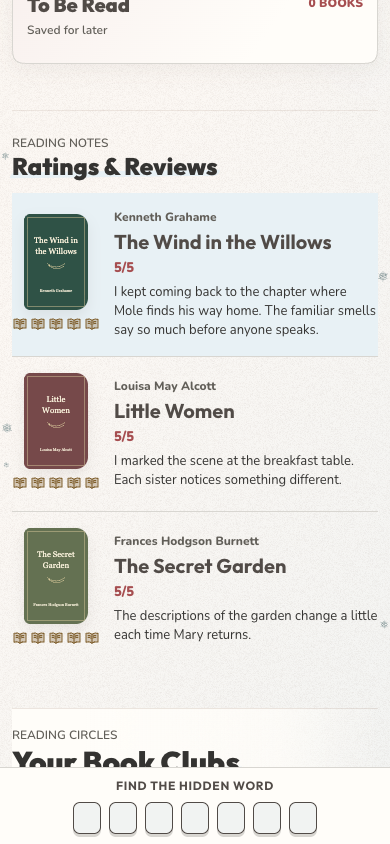 To Be Read
0 BOOKS
Saved for later
READING NOTES
Ratings & Reviews
The Wind in
the Willows
Kenneth Grahame
Kenneth Grahame
The Wind in the Willows
5/5
I kept coming back to the chapter where
Mole finds his way home. The familiar smells
say so much before anyone speaks.
Little
Women
Louisa May Alcott
Louisa May Alcott
Little Women
5/5
I marked the scene at the breakfast table.
Each sister notices something different.
The Secret
Garden
Frances Hodgson Burnett
Frances Hodgson Burnett
The Secret Garden
5/5
The descriptions of the garden change a little
each time Mary returns.
READING CIRCLES
Your Book Clubs
FIND THE HIDDEN WORD